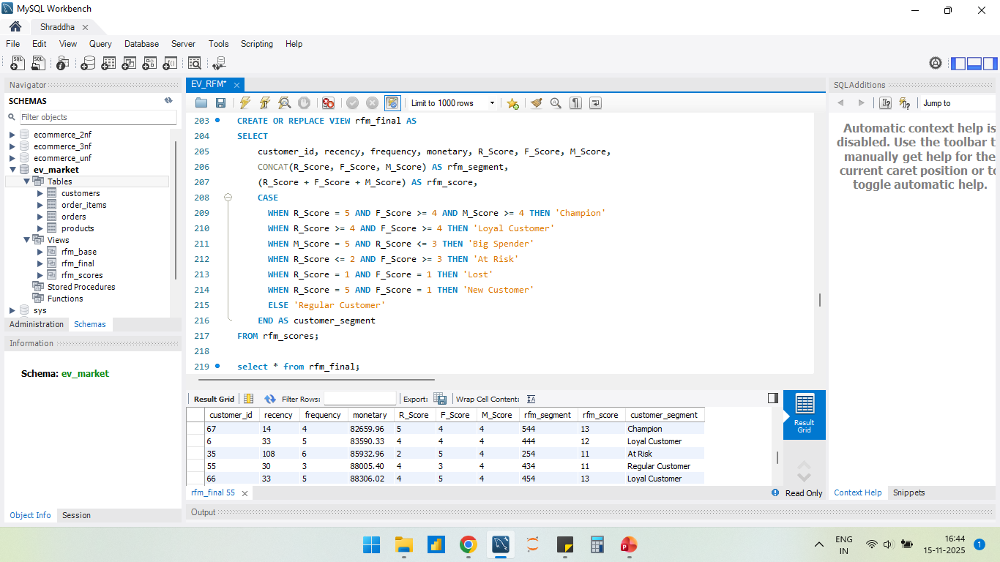 MySQL Workbench
Shraddha
File Edit View Query Database Server Tools Scripting Help
Navigator
SCHEMAS
Filter objects
ecommerce_2nf
ecommerce_3nf
ecommerce_unf
ev_market
Tables
customers
order_items
orders
products
Views
rfm_base
rfm_final
rfm_scores
Stored Procedures
Functions
sys
Administration Schemas
Information
Schema: ev_market
Object Info Session
EV_RFM*
Limit to 1000 rows
203 CREATE OR REPLACE VIEW rfm_final AS
204 SELECT
205 customer_id, recency, frequency, monetary, R_Score, F_Score, M_Score,
206 CONCAT(R_Score, F_Score, M_Score) AS rfm_segment,
207 (R_Score + F_Score + M_Score) AS rfm_score,
208 CASE
209 WHEN R_Score = 5 AND F_Score >= 4 AND M_Score >= 4 THEN 'Champion'
210 WHEN R_Score >= 4 AND F_Score >= 4 THEN 'Loyal Customer'
211 WHEN M_Score = 5 AND R_Score <= 3 THEN 'Big Spender'
212 WHEN R_Score <= 2 AND F_Score >= 3 THEN 'At Risk'
213 WHEN R_Score = 1 AND F_Score = 1 THEN 'Lost'
214 WHEN R_Score = 5 AND F_Score = 1 THEN 'New Customer'
215 ELSE 'Regular Customer'
216 END AS customer_segment
217 FROM rfm_scores;
218
219 select * from rfm_final;
Result Grid Filter Rows: Export: Wrap Cell Content:
customer_id recency frequency monetary R_Score F_Score M_Score rfm_segment rfm_score customer_segment
67 14 4 82659.96 5 4 4 544 13 Champion
6 33 5 83590.33 4 4 4 444 12 Loyal Customer
35 108 6 85932.96 2 5 4 254 11 At Risk
55 30 3 88005.40 4 3 4 434 11 Regular Customer
66 33 5 88306.02 4 5 4 454 13 Loyal Customer
Result
Grid
rfm_final 55
Read Only
Output
SQLAdditions
Jump to
Automatic context help is
disabled. Use the toolbar t
manually get help for the
current caret position or to
toggle automatic help.
Context Help Snippets
ENG
IN
16:44
15-11-2025
1